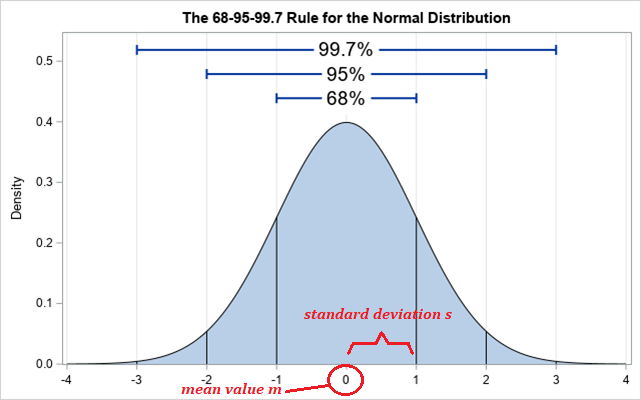 The 68-95-99.7 Rule for the Normal Distribution
99.7%
95%
68%
0.5
0.4
0.3
0.2
0.1
0.0
Density
standard deviation s
-4 -3 -2 -1 0 1 2 3 4
mean value m